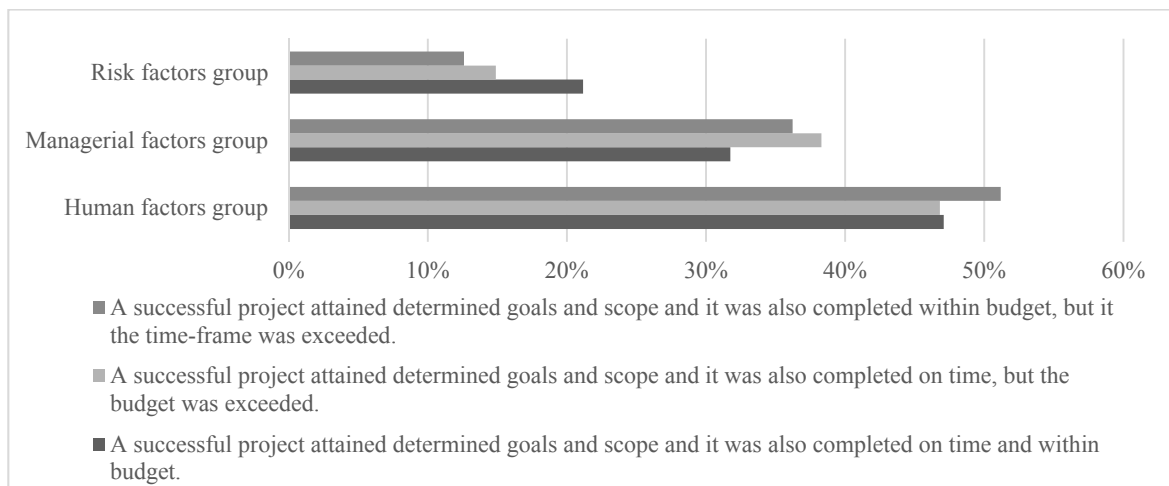 Risk factors group
Managerial factors group
Human factors group
0% 10% 20% 30% 40% 50% 60%
A successful project attained determined goals and scope and it was also completed within budget, but it
the time-frame was exceeded.
A successful project attained determined goals and scope and it was also completed on time, but the
budget was exceeded.
A successful project attained determined goals and scope and it was also completed on time and within
budget.